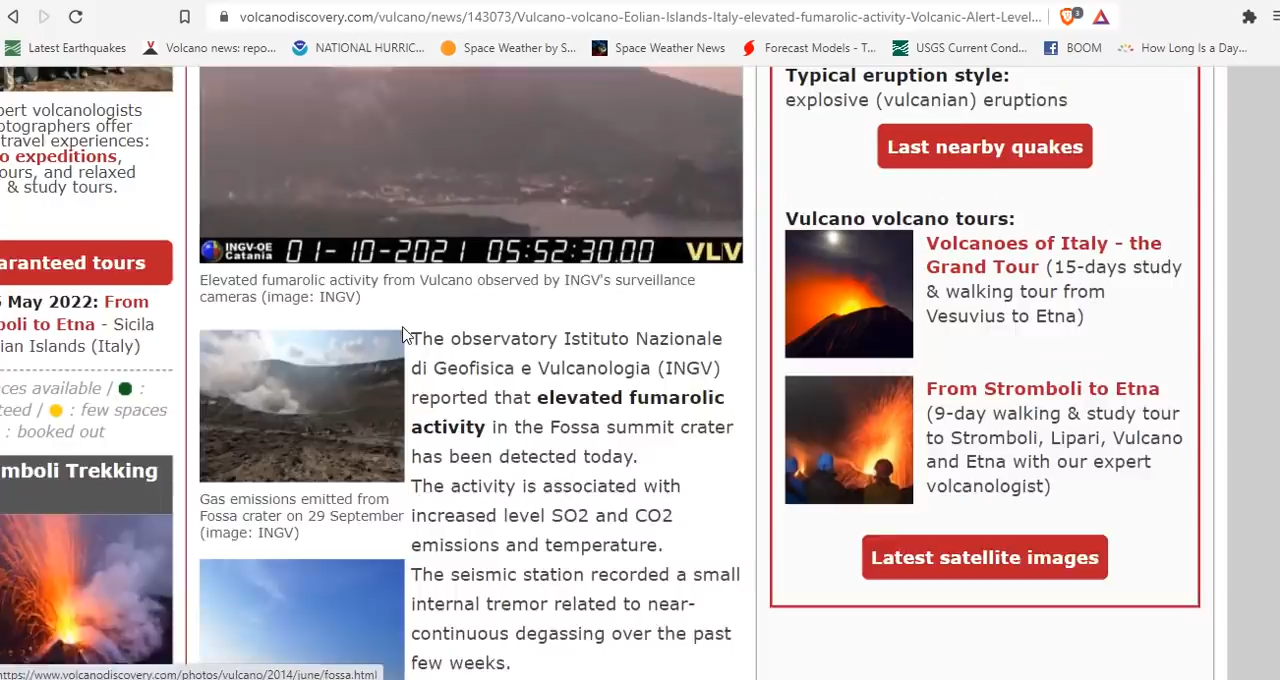 volcanodiscovery.com/vulcano/news/143073/Vulcano-volcano-Eolian-Islands-Italy-elevated-fumarolic-activity-Volcanic-Alert-Level...
3
Latest Earthquakes
Volcano news: repo...
NATIONAL HURRIC...
Space Weather by S...
Space Weather News
Forecast Models - T...
USGS Current Cond...
BOOM
How Long Is a Day...
pert volcanologists
otographers offer
travel experiences:
o expeditions,
ours, and relaxed
& study tours.
aranteed tours
5 May 2022: From
boli to Etna - Sicila
ian Islands (Italy)
ces available / :
teed / : few spaces
: booked out
mboli Trekking
INGV-OE
Catania
01-10-2021 05:52:30.00
VLV
Elevated fumarolic activity from Vulcano observed by INGV's surveillance
cameras (image: INGV)
Gas emissions emitted from
Fossa crater on 29 September
(image: INGV)
The observatory Istituto Nazionale
di Geofisica e Vulcanologia (INGV)
reported that elevated fumarolic
activity in the Fossa summit crater
has been detected today.
The activity is associated with
increased level SO2 and CO2
emissions and temperature.
The seismic station recorded a small
internal tremor related to near-
continuous degassing over the past
few weeks.
Typical eruption style:
explosive (vulcanian) eruptions
Last nearby quakes
Vulcano volcano tours:
Volcanoes of Italy - the
Grand Tour (15-days study
& walking tour from
Vesuvius to Etna)
From Stromboli to Etna
(9-day walking & study tour
to Stromboli, Lipari, Vulcano
and Etna with our expert
volcanologist)
Latest satellite images
https://www.volcanodiscovery.com/photos/vulcano/2014/june/fossa.html